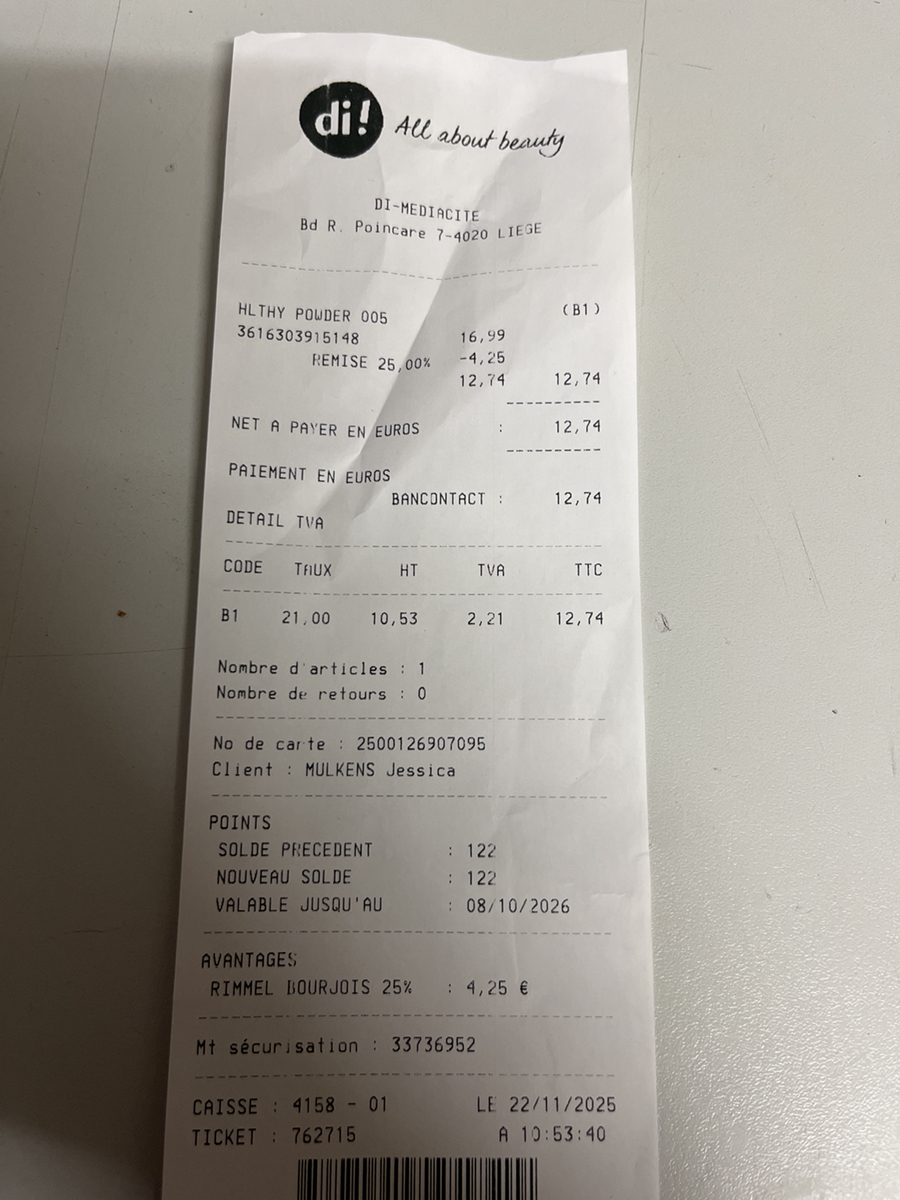 di! All about beauty
DI-MEDIACITE
Bd R. Poincare 7-4020 LIEGE
HLTHY POWDER 005 (B1)
3616303915148 16,99
REMISE 25,00% -4,25
12,74 12,74
NET A PAYER EN EUROS : 12,74
PAIEMENT EN EUROS
BANCONTACT : 12,74
DETAIL TVA
CODE TAUX HT TVA TTC
B1 21,00 10,53 2,21 12,74
Nombre d'articles : 1
Nombre de retours : 0
No de carte : 2500126907095
Client : MULKENS Jessica
POINTS
SOLDE PRECEDENT : 122
NOUVEAU SOLDE : 122
VALABLE JUSQU'AU : 08/10/2026
AVANTAGES
RIMMEL BOURJOIS 25% : 4,25 €
Mt sécurisation : 33736952
CAISSE : 4158 - 01 LE 22/11/2025
TICKET : 762715 A 10:53:40